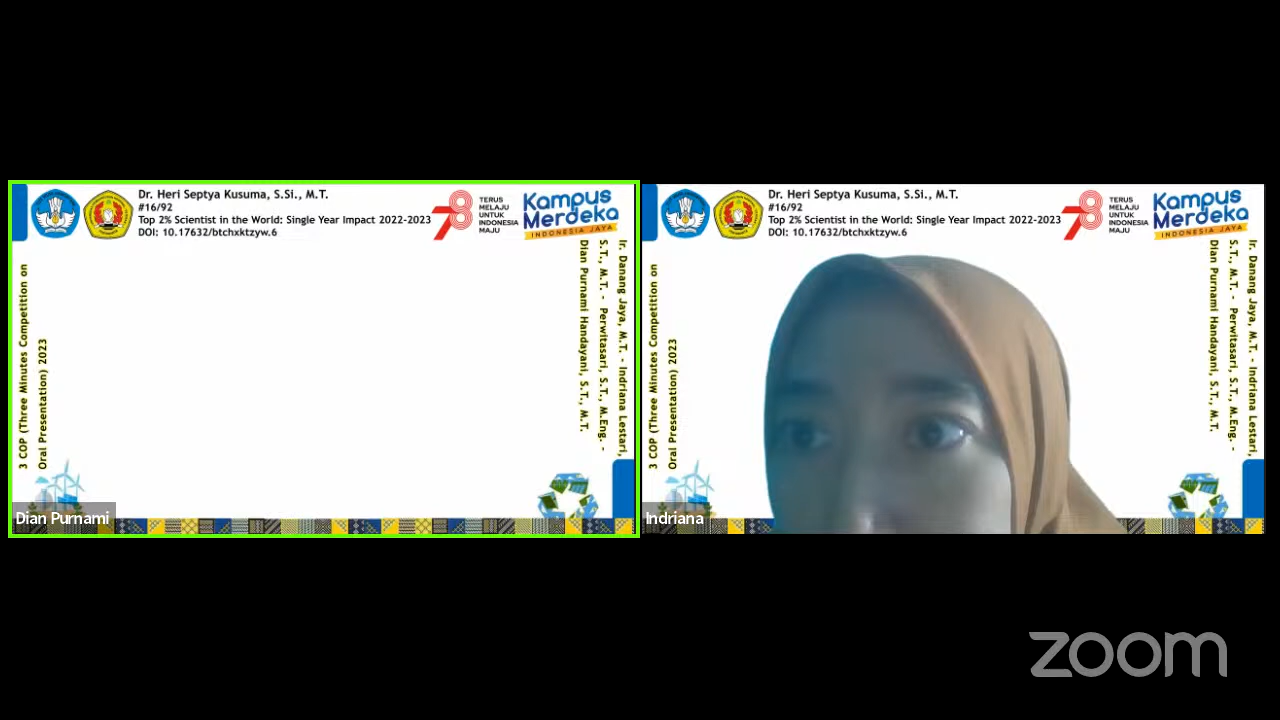 Dr. Heri Septya Kusuma, S.Si., M.T.
#16/92
Top 2% Scientist in the World: Single Year Impact 2022-2023
DOI: 10.17632/btchxktzyw.6
78
TERUS
MELAJU
UNTUK
INDONESIA
MAJU
Kampus
Merdeka
INDONESIA JAYA
3 COP (Three Minutes Competition on
Oral Presentation) 2023
Ir. Danang Jaya, M.T. - Indriana Lestari,
S.T., M.T. - Perwitasari, S.T., M.Eng. -
Dian Purnami Handayani, S.T., M.T.
Dian Purnami
Dr. Heri Septya Kusuma, S.Si., M.T.
#16/92
Top 2% Scientist in the World: Single Year Impact 2022-2023
DOI: 10.17632/btchxktzyw.6
78
TERUS
MELAJU
UNTUK
INDONESIA
MAJU
Kampus
Merdeka
INDONESIA JAYA
3 COP (Three Minutes Competition on
Oral Presentation) 2023
Ir. Danang Jaya, M.T. - Indriana Lestari,
S.T., M.T. - Perwitasari, S.T., M.Eng. -
Dian Purnami Handayani, S.T., M.T.
Indriana
zoom